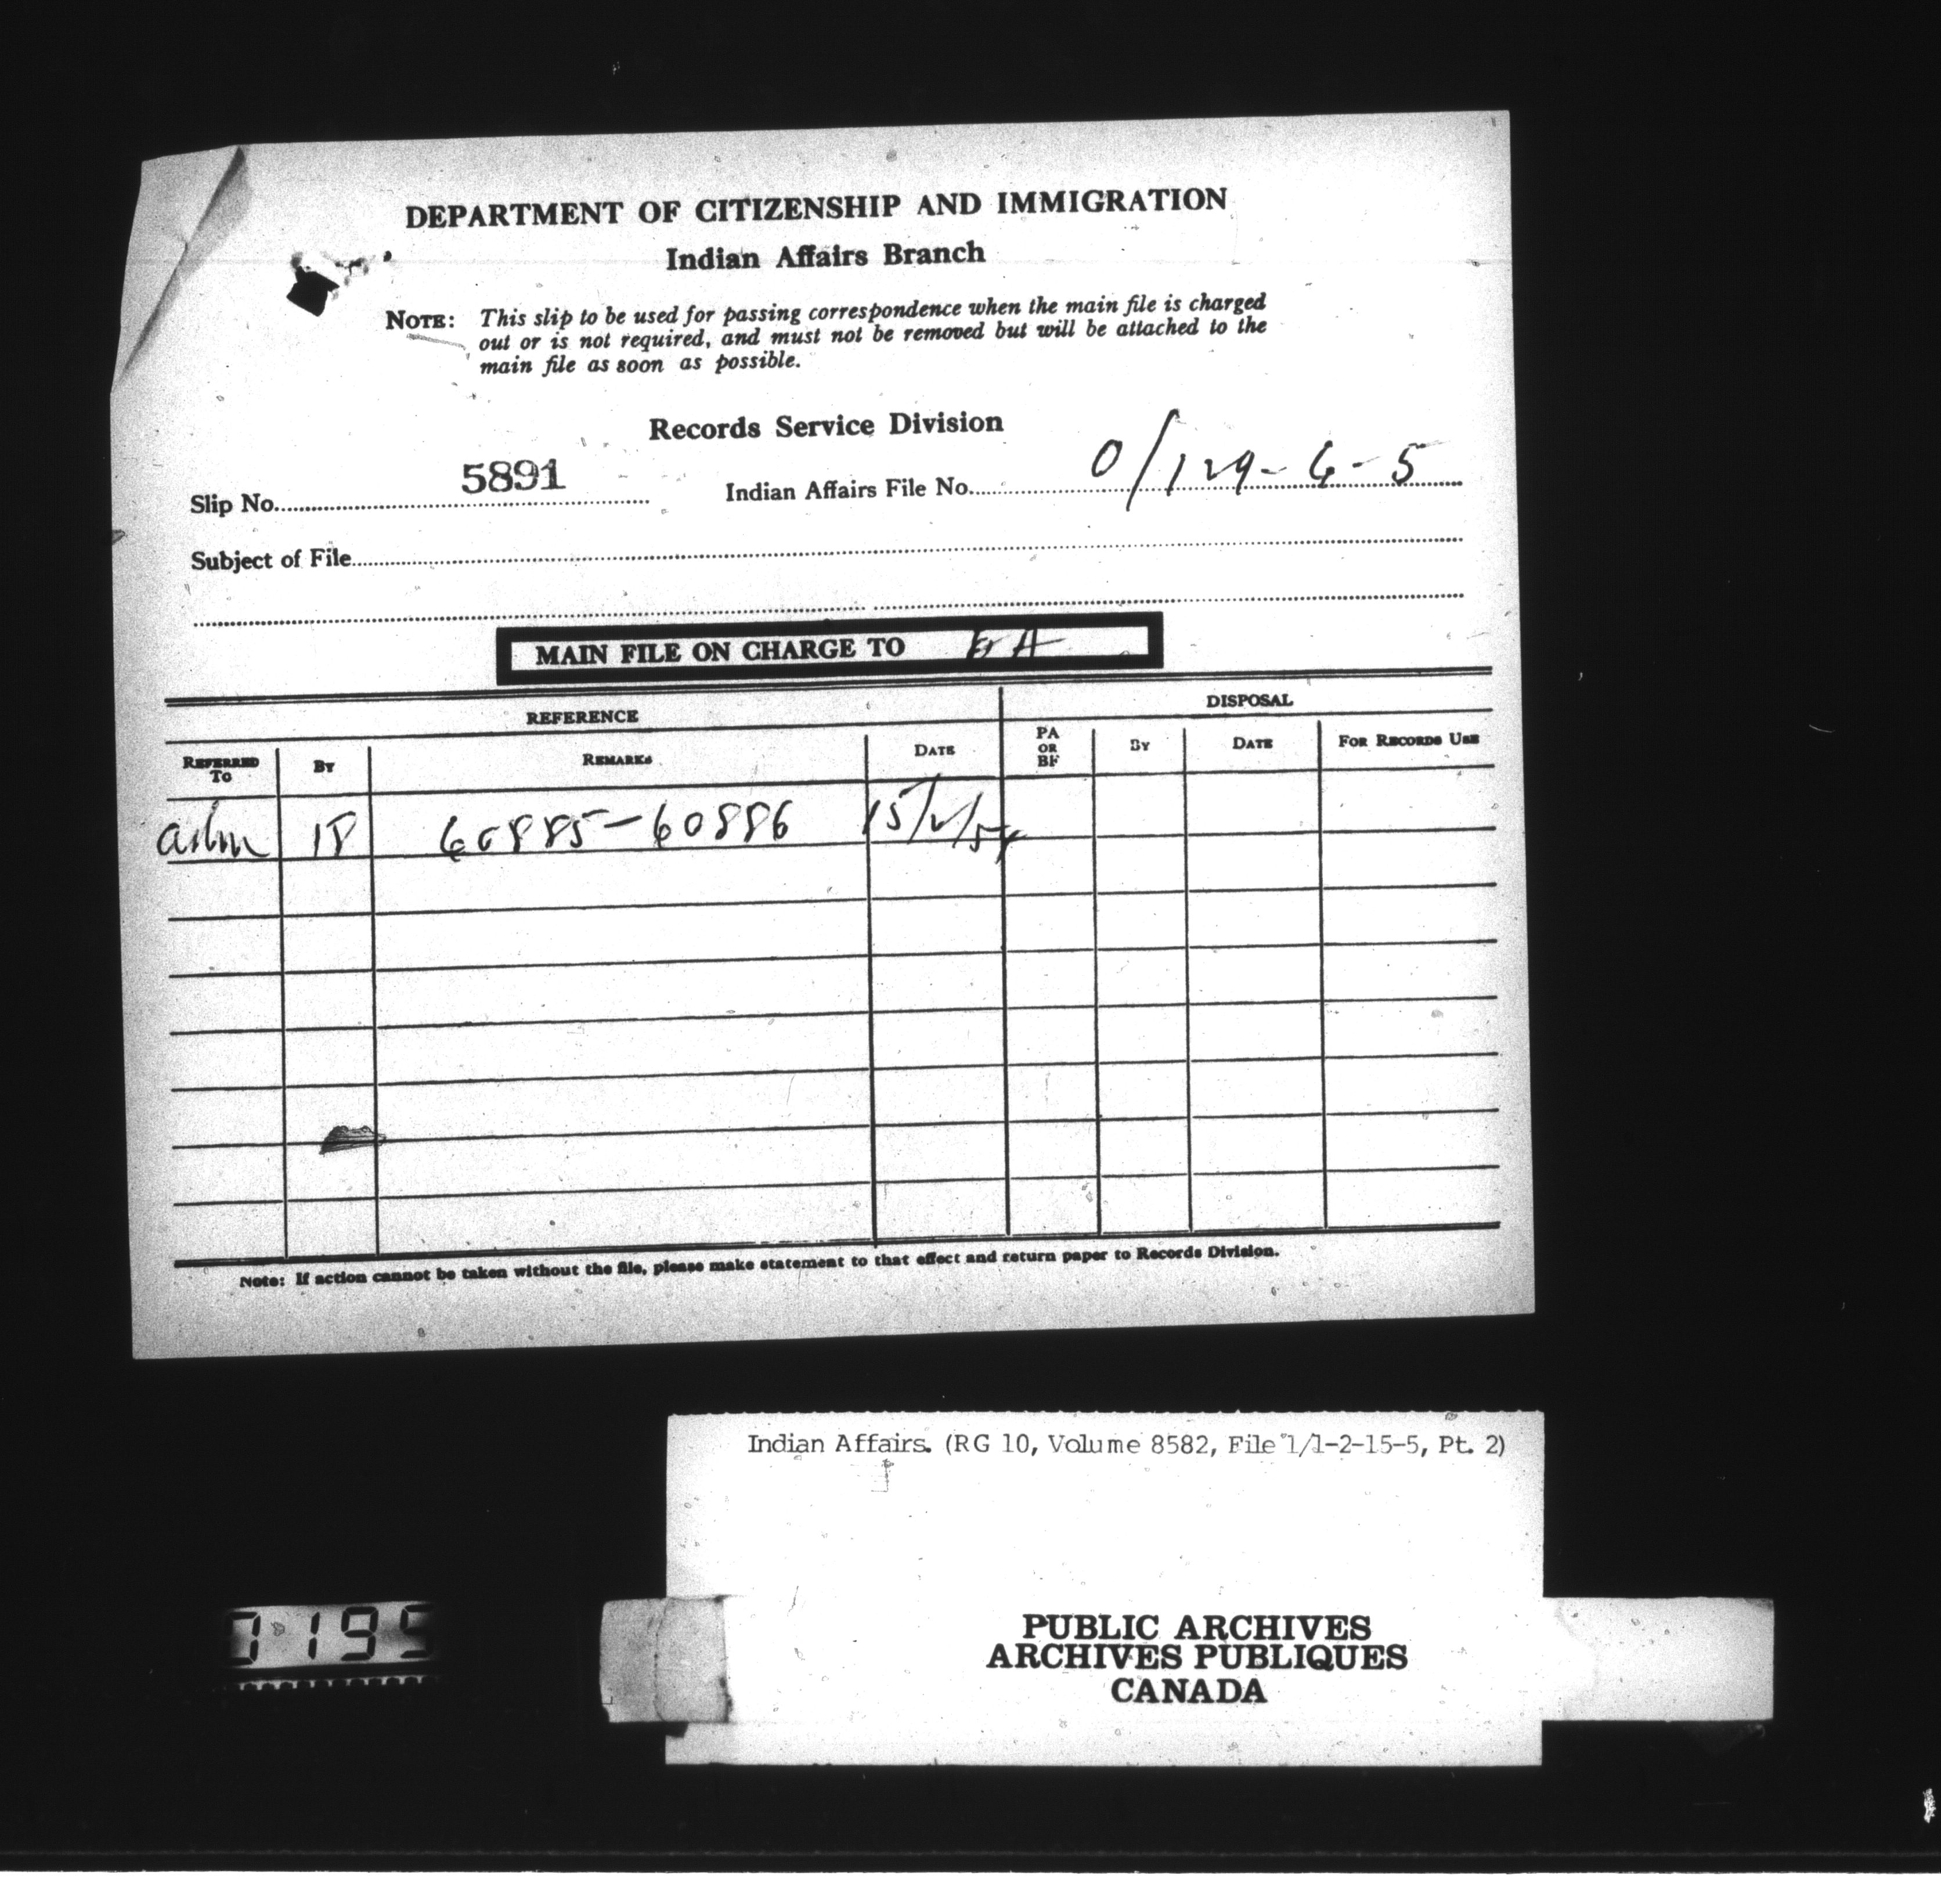 DEPARTMENT OF CITIZENSHIP AND IMMIGRATION
Indian Affairs Branch
NOTE: This slip to be used for passing correspondence when the main file is charged
out or is not required, and must not be removed but will be attached to the
main file as soon as possible.
Records Service Division
Slip No. 5891 Indian Affairs File No. 0/129-6-5
Subject of File
MAIN FILE ON CHARGE TO
REFERENCE DISPOSAL
REFERRED TO BY REMARKS DATE PA OR BF BY DATE FOR RECORDS USE
18 60885-60886
Note: If action cannot be taken without the file, please make statement to that effect and return paper to Records Division.
Indian Affairs. (RG 10, Volume 8582, File 1/1-2-15-5, Pt. 2)
PUBLIC ARCHIVES
ARCHIVES PUBLIQUES
CANADA